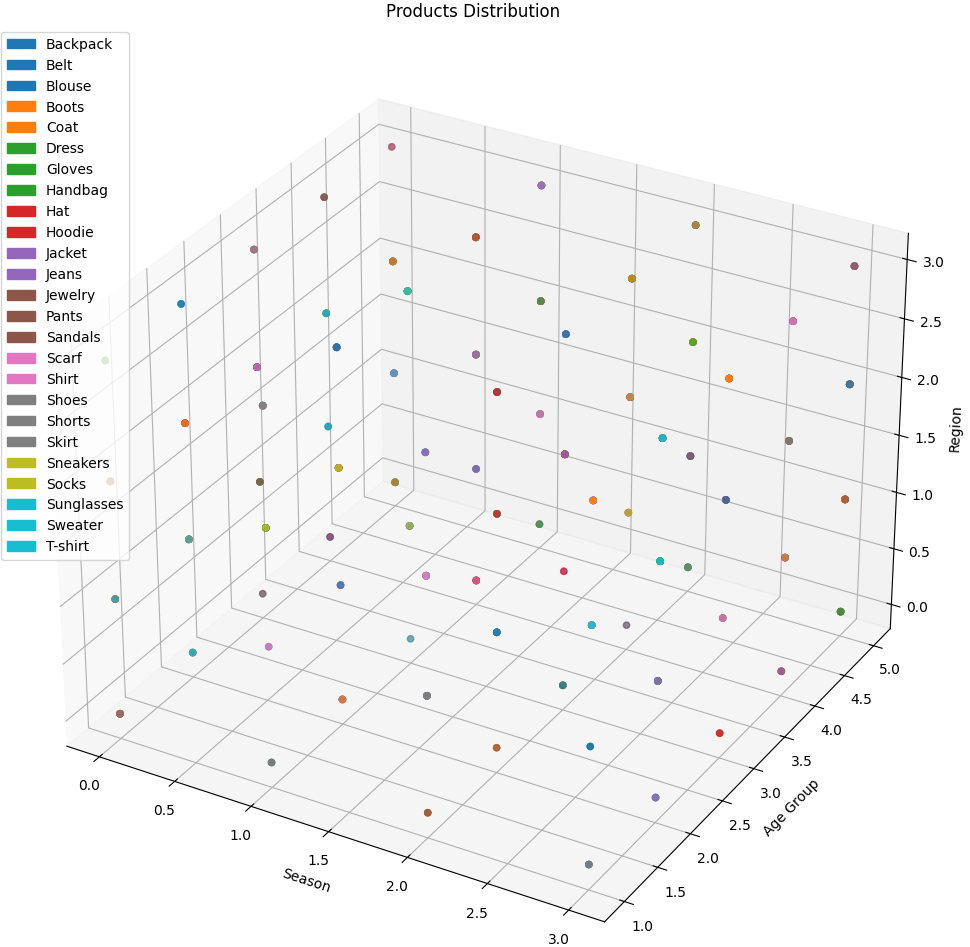 Products Distribution
Backpack
Belt
Blouse
Boots
Coat
Dress
Gloves
Handbag
Hat
Hoodie
Jacket
Jeans
Jewelry
Pants
Sandals
Scarf
Shirt
Shoes
Shorts
Skirt
Sneakers
Socks
Sunglasses
Sweater
T-shirt
3.0
2.5
2.0
1.5
1.0
0.5
0.0
Region
5.0
4.5
4.0
3.5
3.0
2.5
2.0
1.5
1.0
Age Group
0.0
0.5
1.0
1.5
2.0
2.5
3.0
Season